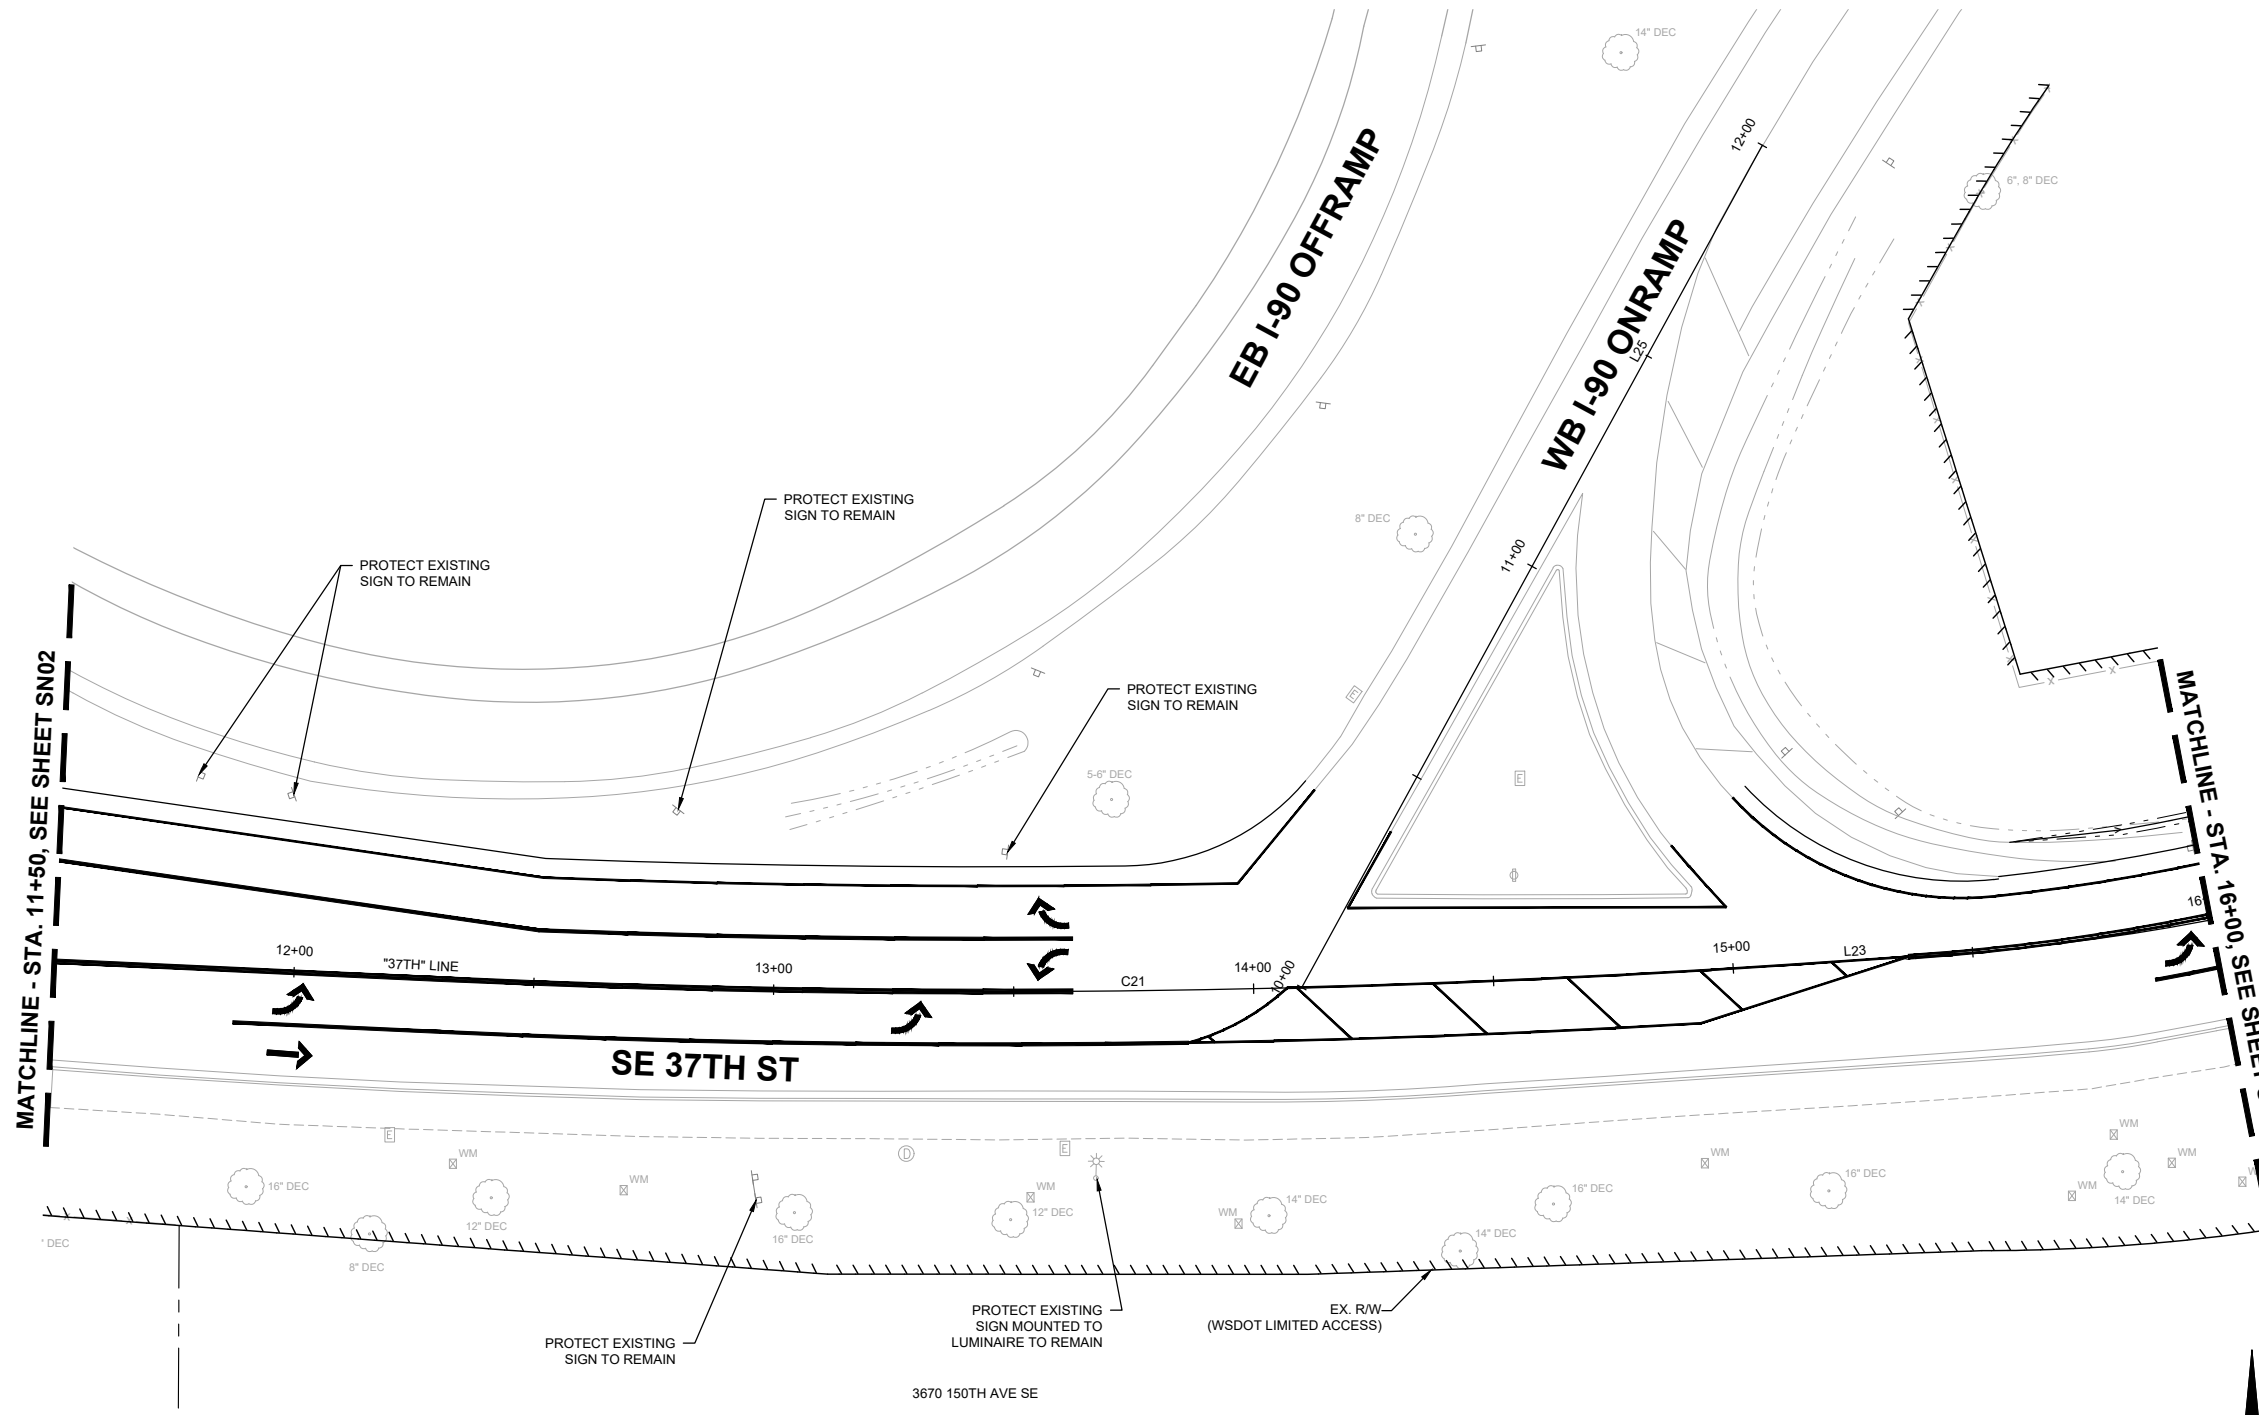 14" DEC
12+00
6", 8" DEC
EB I-90 OFFRAMP
WB I-90 ONRAMP
L25
PROTECT EXISTING
SIGN TO REMAIN
8" DEC
11+00
PROTECT EXISTING
SIGN TO REMAIN
MATCHLINE - STA. 11+50, SEE SHEET SN02
PROTECT EXISTING
SIGN TO REMAIN
E
MATCHLINE - STA. 16+00, SEE SHEET
5-6" DEC
E
16
12+00
"37TH" LINE
13+00
C21
14+00
10+00
15+00
L23
SE 37TH ST
E
D
E
WM
WM
WM
WM
WM
WM
WM
WM
16" DEC
12" DEC
16" DEC
12" DEC
14" DEC
16" DEC
16" DEC
14" DEC
' DEC
8" DEC
14" DEC
PROTECT EXISTING
SIGN TO REMAIN
PROTECT EXISTING
SIGN MOUNTED TO
LUMINAIRE TO REMAIN
EX. R/W
(WSDOT LIMITED ACCESS)
3670 150TH AVE SE